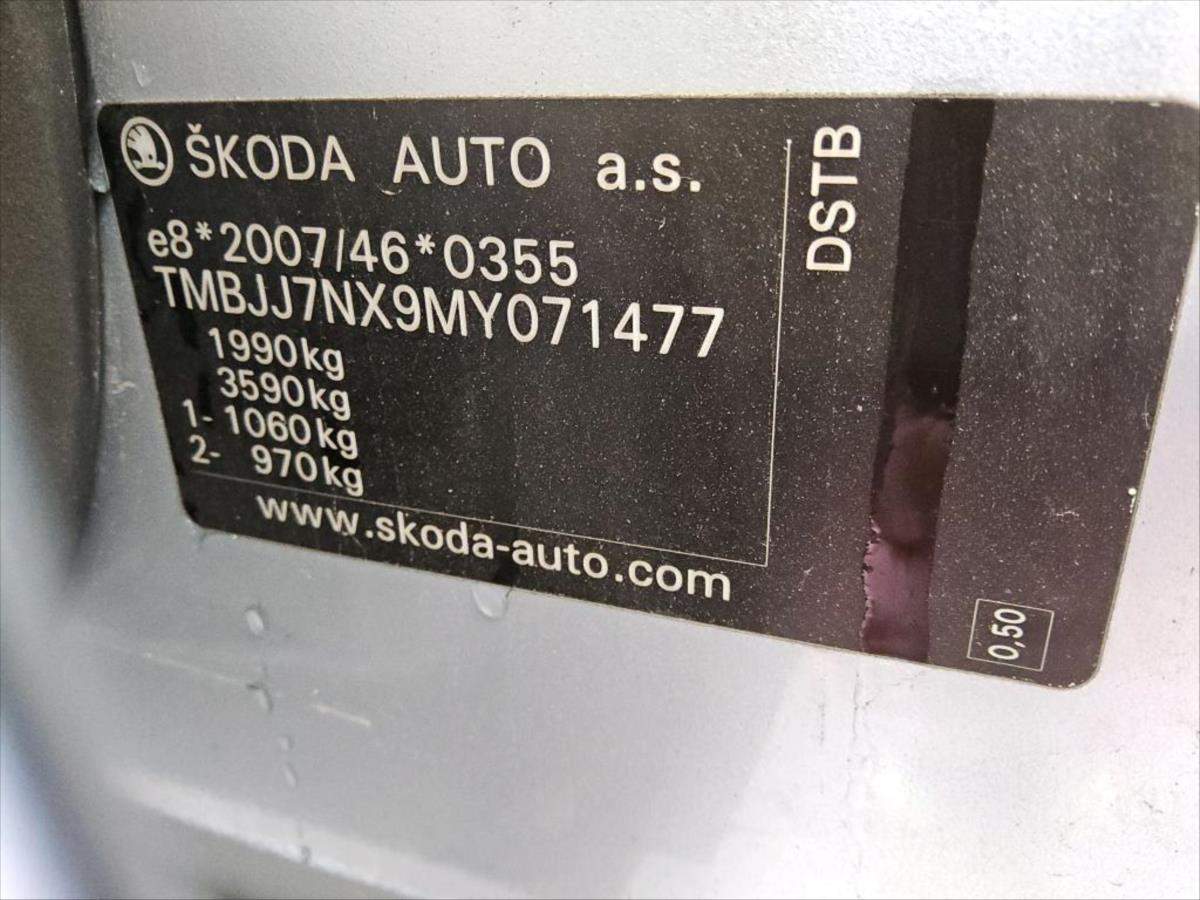 ŠKODA AUTO a.s.
e8*2007/46*0355
TMBJJ7NX9MY071477
1990kg
3590kg
1- 1060kg
2- 970kg
www.skoda-auto.com
DSTB
0,50